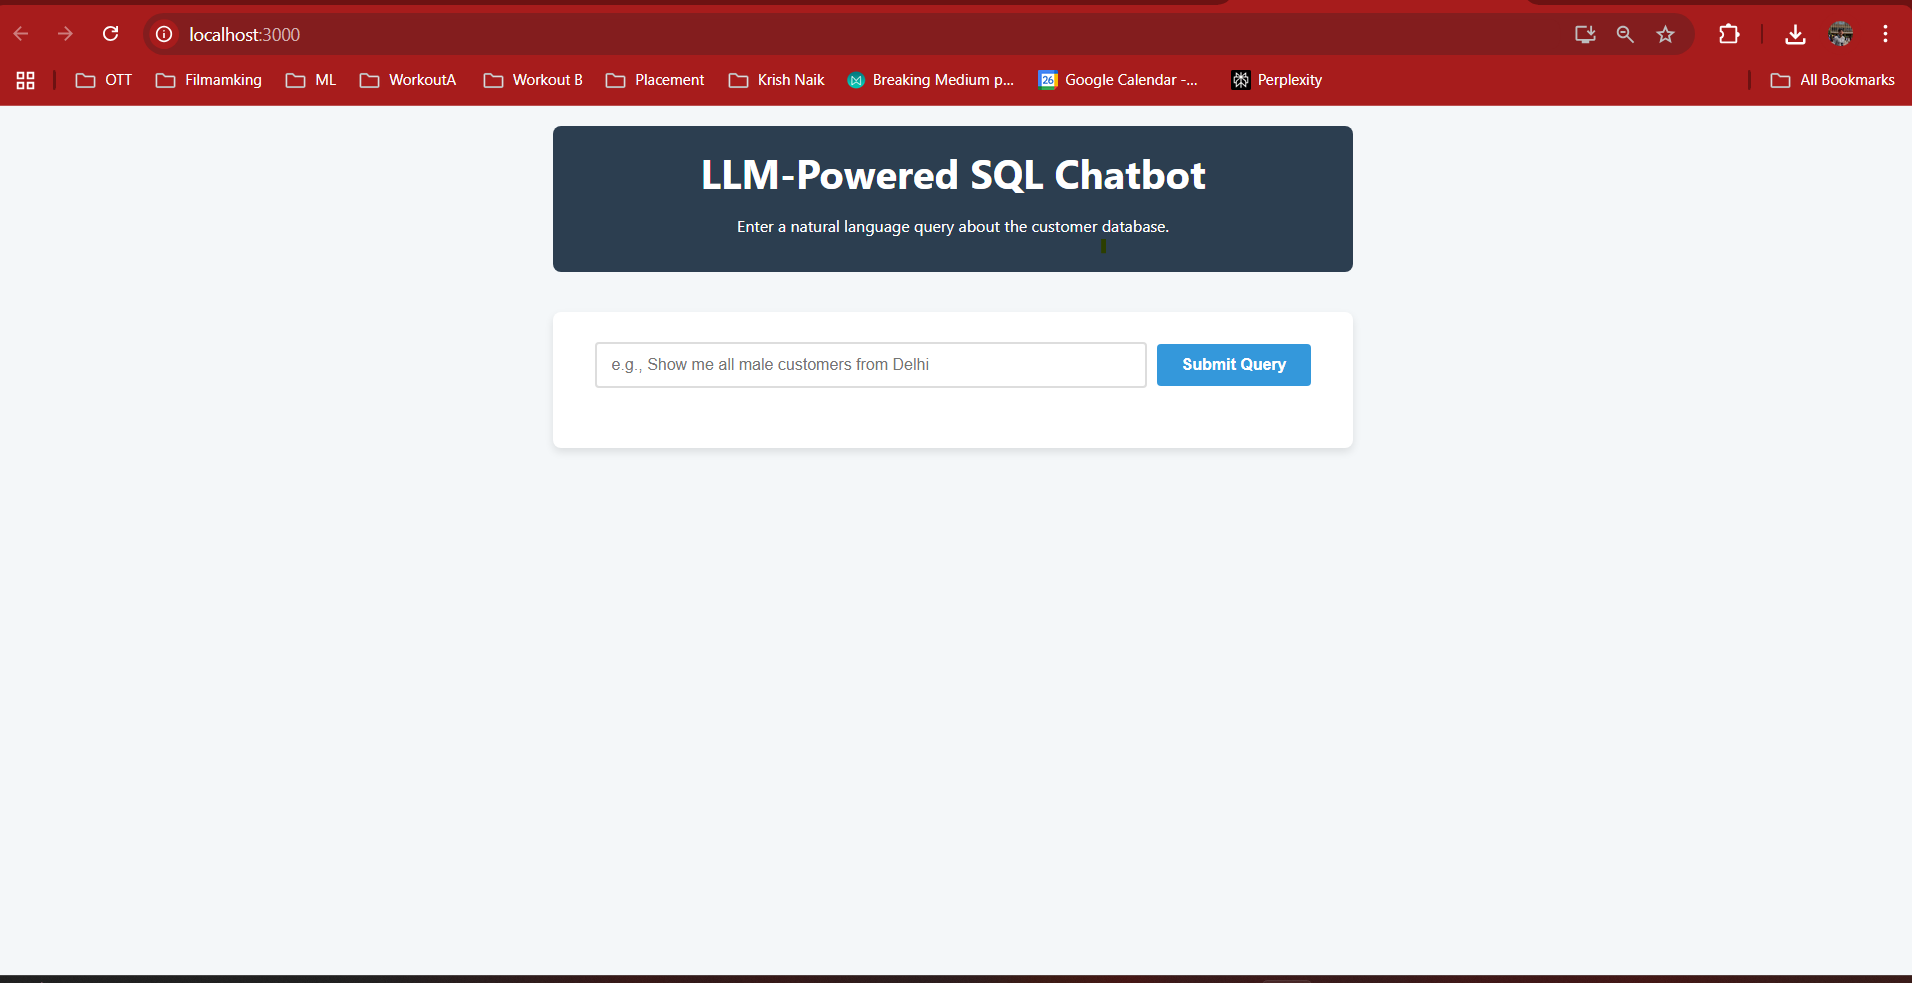 localhost:3000
OTT Filmamking ML WorkoutA Workout B Placement Krish Naik Breaking Medium p... 26 Google Calendar -... Perplexity All Bookmarks
LLM-Powered SQL Chatbot
Enter a natural language query about the customer database.
e.g., Show me all male customers from Delhi Submit Query